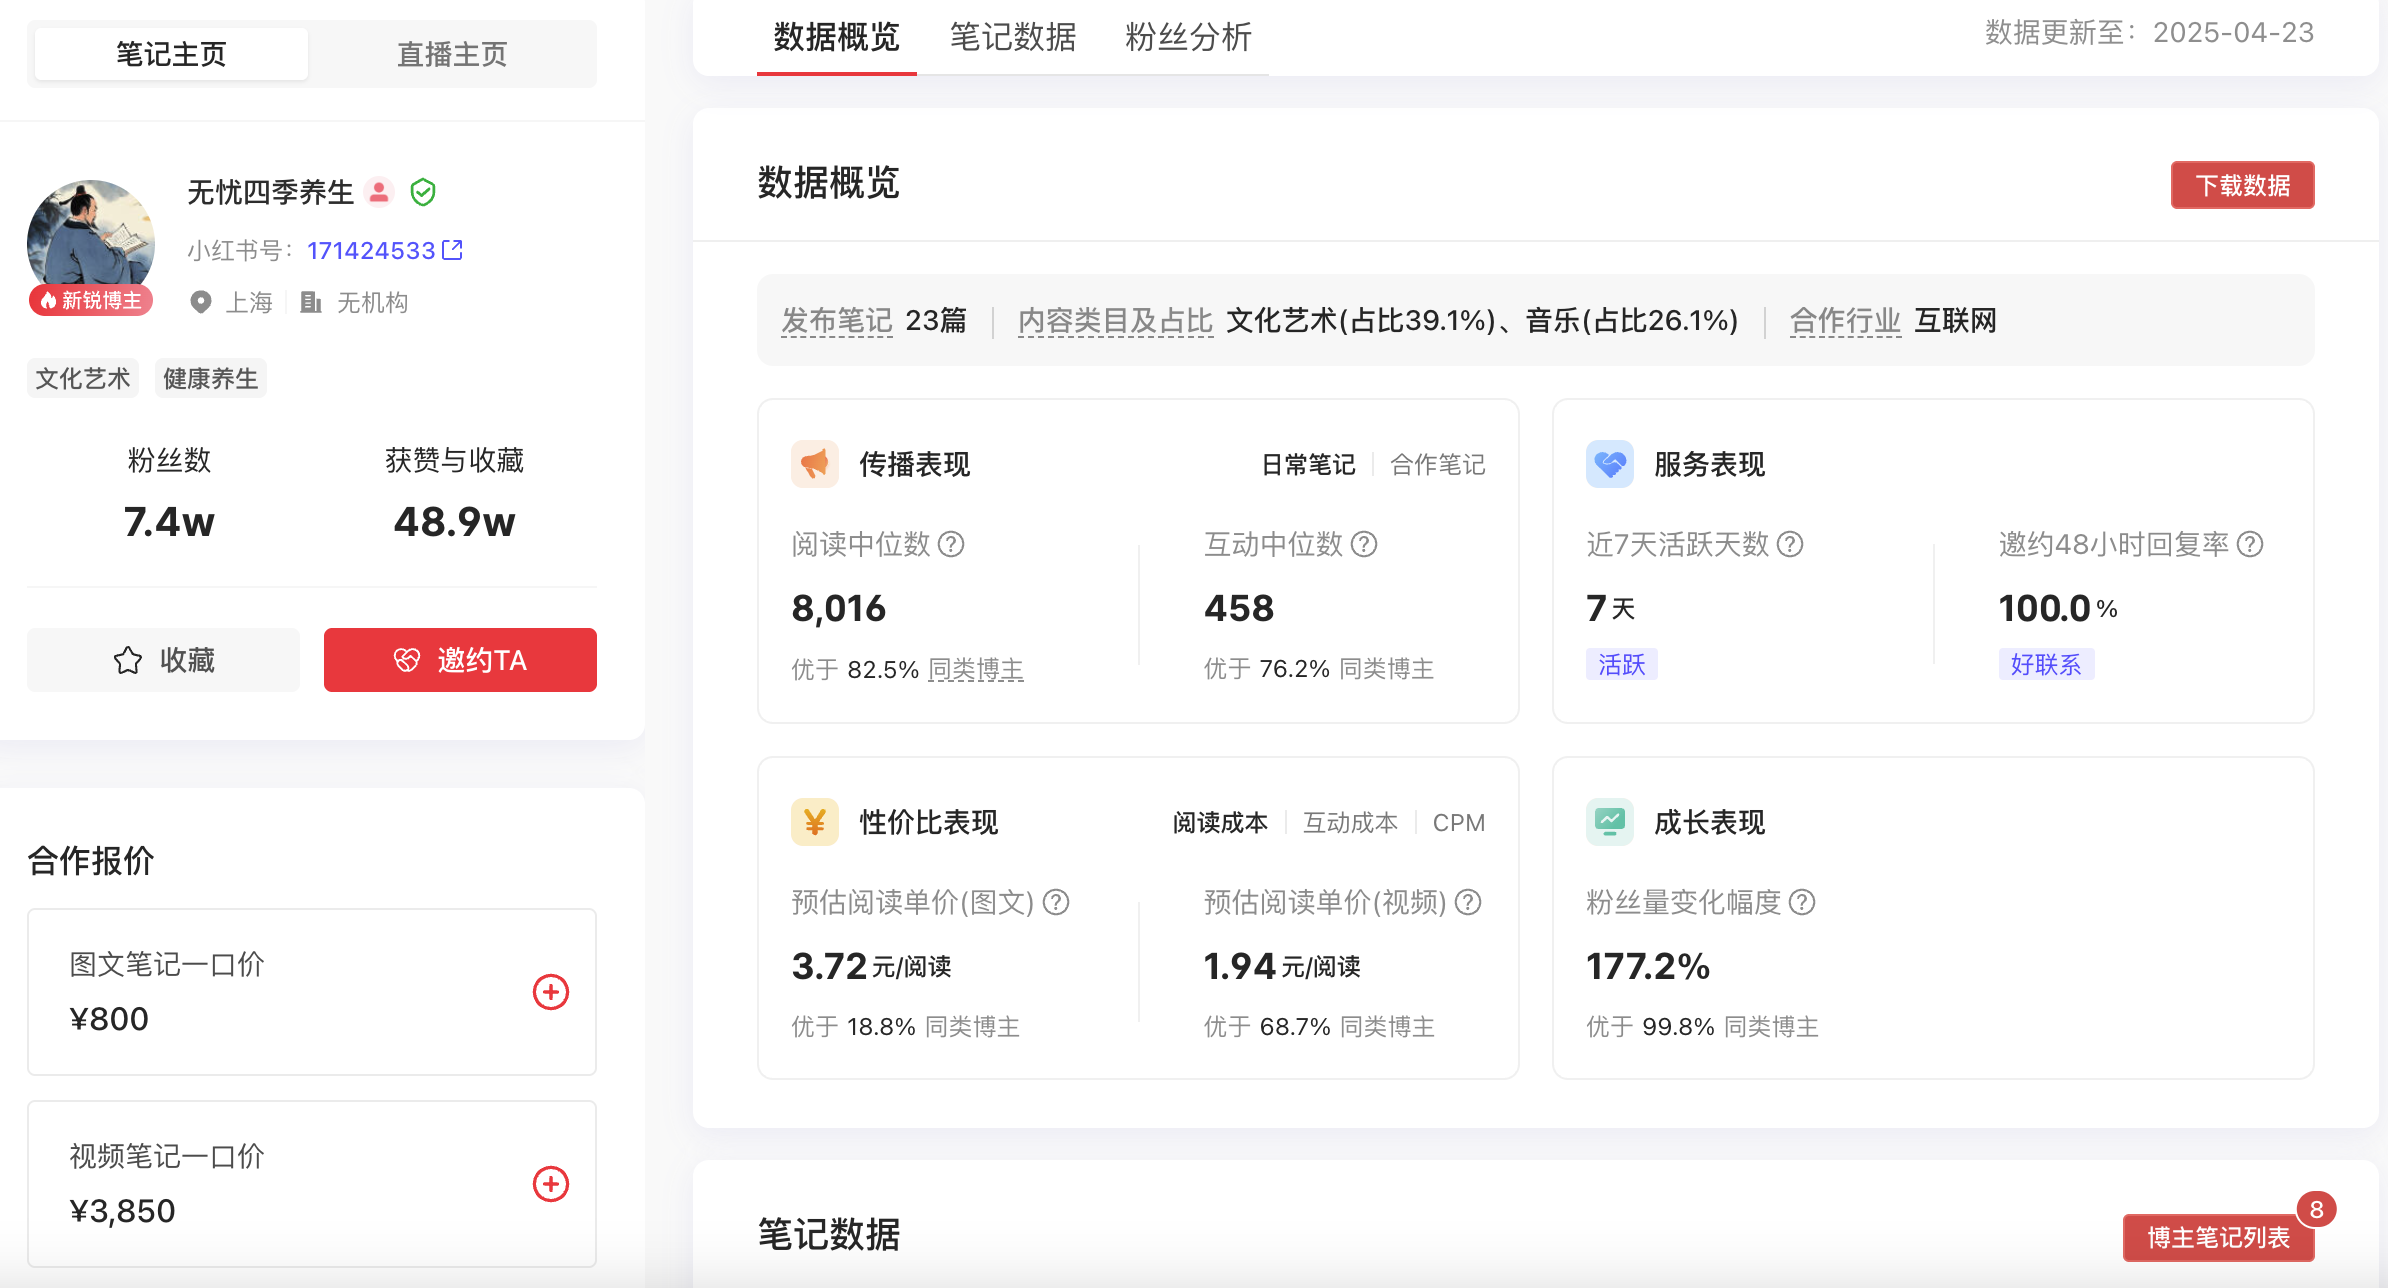 笔记主页
直播主页
无忧四季养生
小红书号：171424533
新锐博主
上海
无机构
文化艺术
健康养生
粉丝数
7.4w
获赞与收藏
48.9w
收藏
邀约TA
合作报价
图文笔记一口价
¥800
视频笔记一口价
¥3,850
数据概览
笔记数据
粉丝分析
数据更新至：2025-04-23
数据概览
下载数据
发布笔记 23篇
内容类目及占比 文化艺术(占比39.1%)、音乐(占比26.1%)
合作行业 互联网
传播表现
日常笔记
合作笔记
阅读中位数
8,016
优于 82.5% 同类博主
互动中位数
458
优于 76.2% 同类博主
服务表现
近7天活跃天数
7天
活跃
邀约48小时回复率
100.0%
好联系
性价比表现
阅读成本
互动成本
CPM
预估阅读单价(图文)
3.72元/阅读
优于 18.8% 同类博主
预估阅读单价(视频)
1.94元/阅读
优于 68.7% 同类博主
成长表现
粉丝量变化幅度
177.2%
优于 99.8% 同类博主
笔记数据
博主笔记列表
8